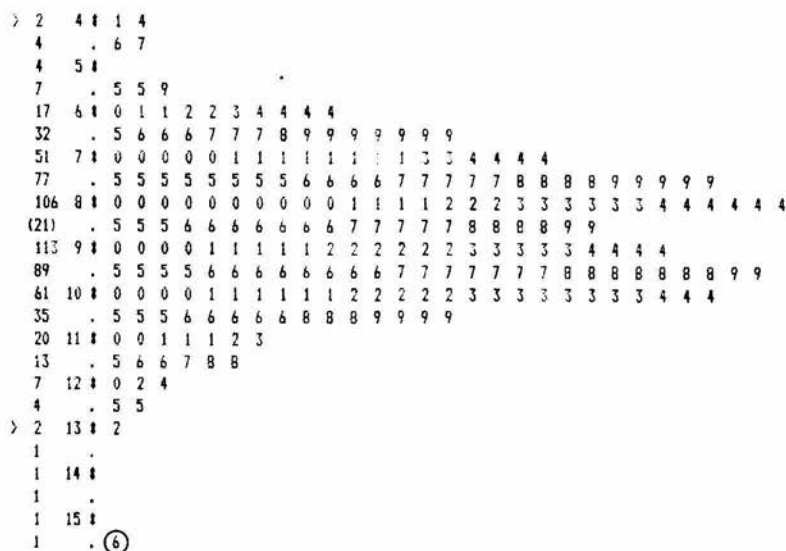 > 2 4 * 1 4
4 . 6 7
4 5 *
7 . 5 5 9
17 6 * 0 1 1 2 2 3 4 4 4 4
32 . 5 6 6 6 7 7 7 8 9 9 9 9 9 9 9
51 7 * 0 0 0 0 0 1 1 1 1 1 1 1 1 3 3 4 4 4 4
77 . 5 5 5 5 5 5 5 5 6 6 6 6 7 7 7 7 7 8 8 8 8 9 9 9 9 9
106 8 * 0 0 0 0 0 0 0 0 0 0 1 1 1 1 2 2 2 3 3 3 3 3 3 4 4 4 4 4 4
(21) . 5 5 5 6 6 6 6 6 6 6 7 7 7 7 7 8 8 8 8 9 9
113 9 * 0 0 0 0 1 1 1 1 1 2 2 2 2 2 2 3 3 3 3 3 4 4 4 4
89 . 5 5 5 5 6 6 6 6 6 6 6 6 7 7 7 7 7 7 7 8 8 8 8 8 8 8 9 9
61 10 * 0 0 0 0 1 1 1 1 1 1 2 2 2 2 2 3 3 3 3 3 3 3 3 4 4 4
35 . 5 5 5 6 6 6 6 6 8 8 8 9 9 9 9
20 11 * 0 0 1 1 1 2 3
13 . 5 6 6 7 8 8
7 12 * 0 2 4
4 . 5 5
> 2 13 * 2
1 .
1 14 *
1 .
1 15 *
1 . 6